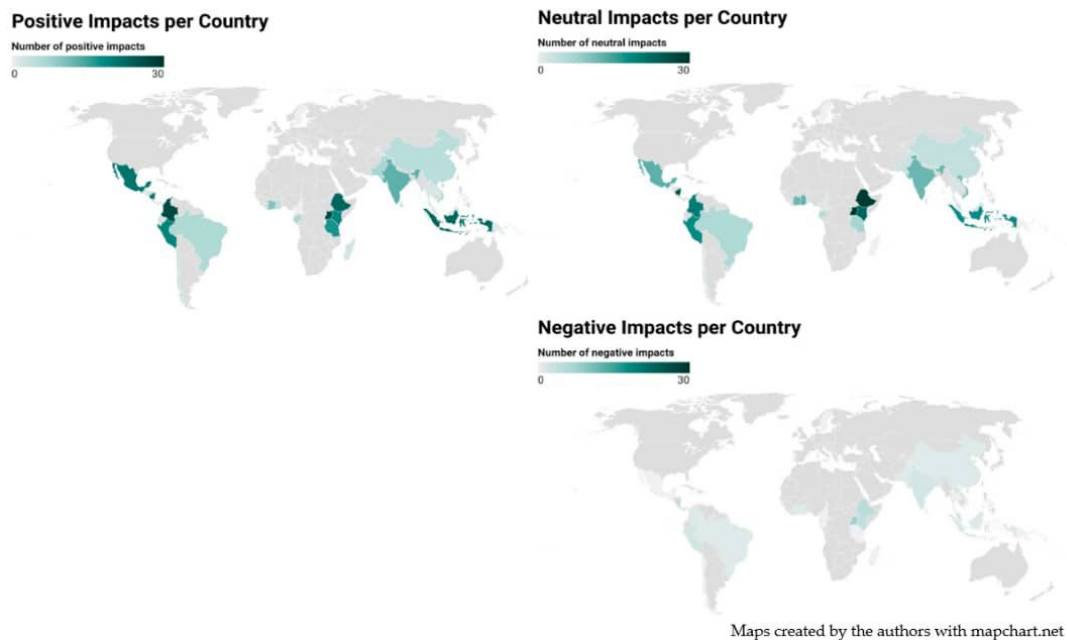 Positive Impacts per Country
Number of positive impacts
0 30
Neutral Impacts per Country
Number of neutral impacts
0 30
Negative Impacts per Country
Number of negative impacts
0 30
Maps created by the authors with mapchart.net